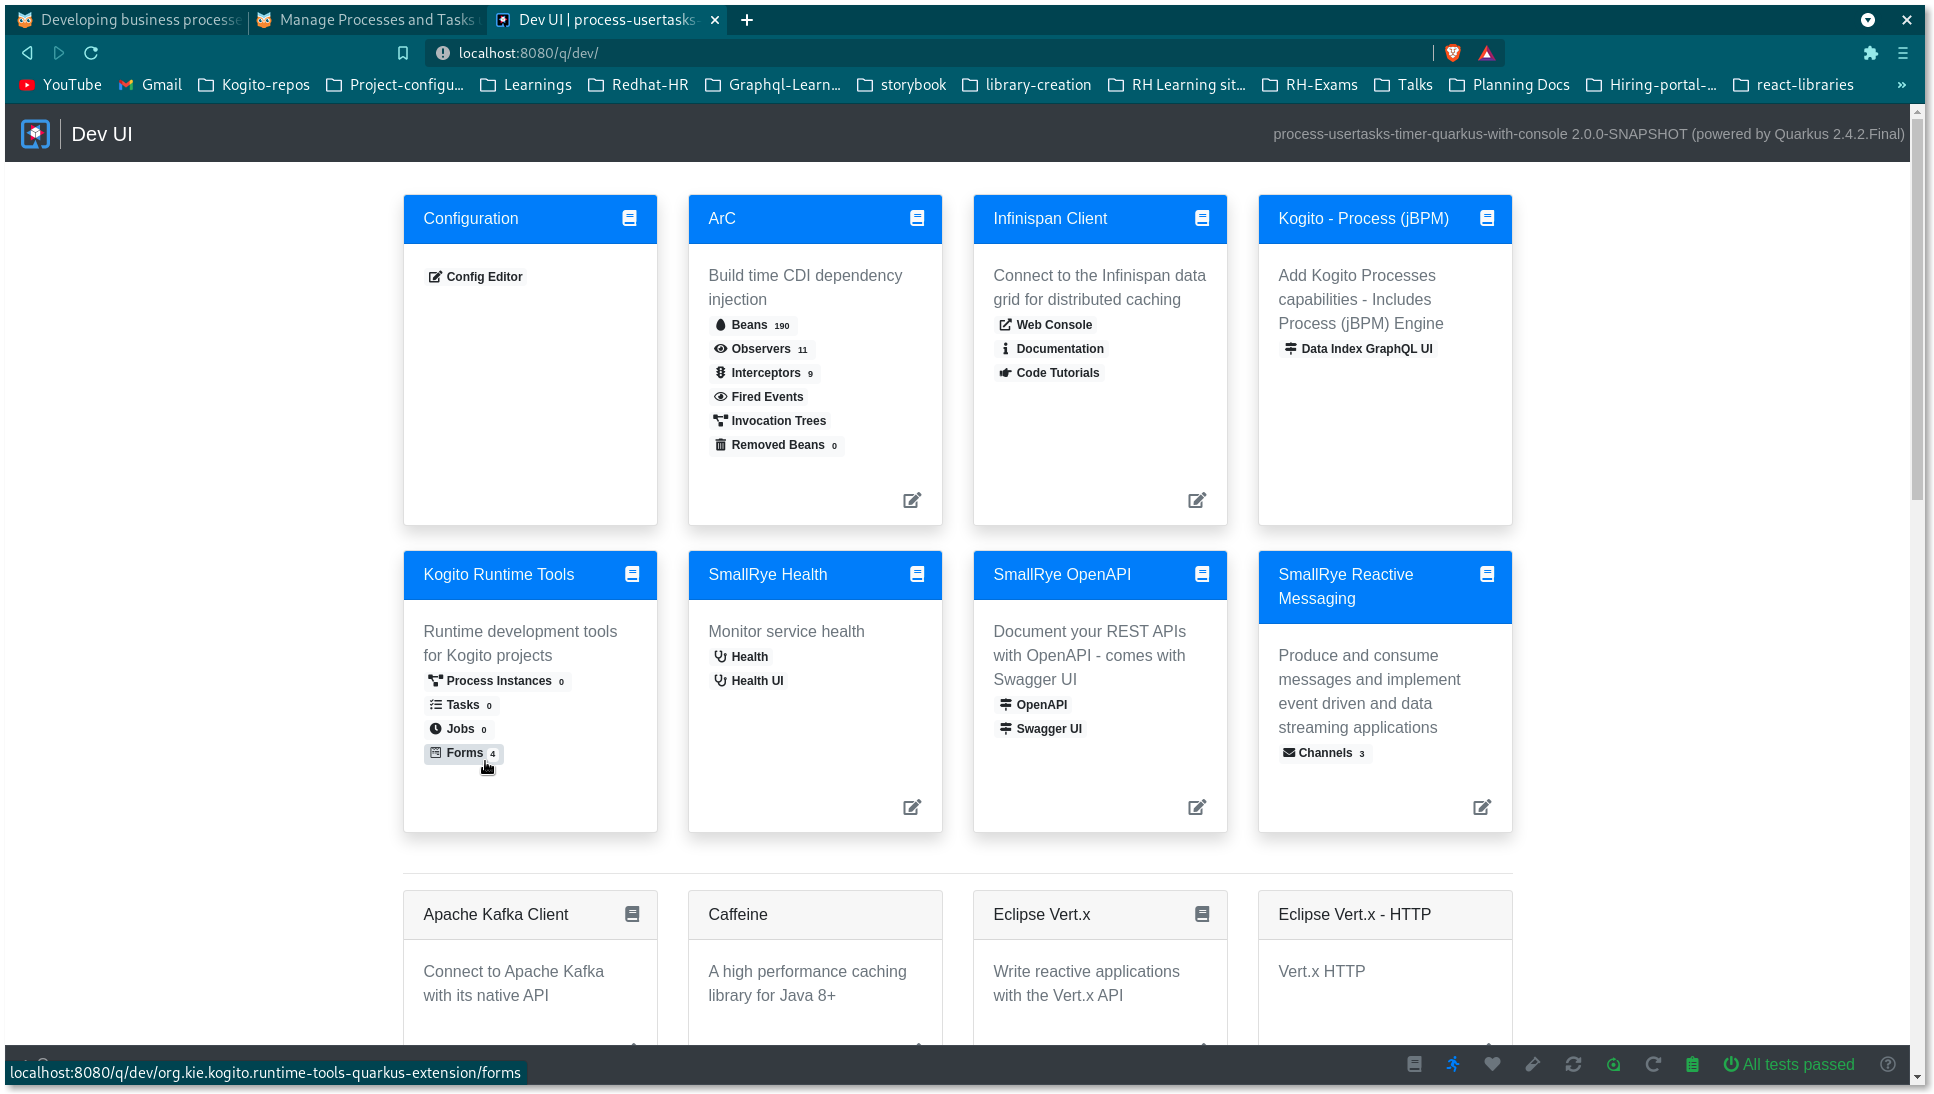 Developing business processe
Manage Processes and Tasks
Dev UI | process-usertasks-
localhost:8080/q/dev/
YouTube
Gmail
Kogito-repos
Project-configu...
Learnings
Redhat-HR
Graphql-Learn...
storybook
library-creation
RH Learning sit...
RH-Exams
Talks
Planning Docs
Hiring-portal-...
react-libraries
»
Dev UI
process-usertasks-timer-quarkus-with-console 2.0.0-SNAPSHOT (powered by Quarkus 2.4.2.Final)
Configuration
Config Editor
ArC
Build time CDI dependency
injection
Beans 190
Observers 11
Interceptors 9
Fired Events
Invocation Trees
Removed Beans 0
Infinispan Client
Connect to the Infinispan data
grid for distributed caching
Web Console
Documentation
Code Tutorials
Kogito - Process (jBPM)
Add Kogito Processes
capabilities - Includes
Process (jBPM) Engine
Data Index GraphQL UI
Kogito Runtime Tools
Runtime development tools
for Kogito projects
Process Instances 0
Tasks 0
Jobs 0
Forms 4
SmallRye Health
Monitor service health
Health
Health UI
SmallRye OpenAPI
Document your REST APIs
with OpenAPI - comes with
Swagger UI
OpenAPI
Swagger UI
SmallRye Reactive
Messaging
Produce and consume
messages and implement
event driven and data
streaming applications
Channels 3
Apache Kafka Client
Connect to Apache Kafka
with its native API
Caffeine
A high performance caching
library for Java 8+
Eclipse Vert.x
Write reactive applications
with the Vert.x API
Eclipse Vert.x - HTTP
Vert.x HTTP
localhost:8080/q/dev/org.kie.kogito.runtime-tools-quarkus-extension/forms
All tests passed